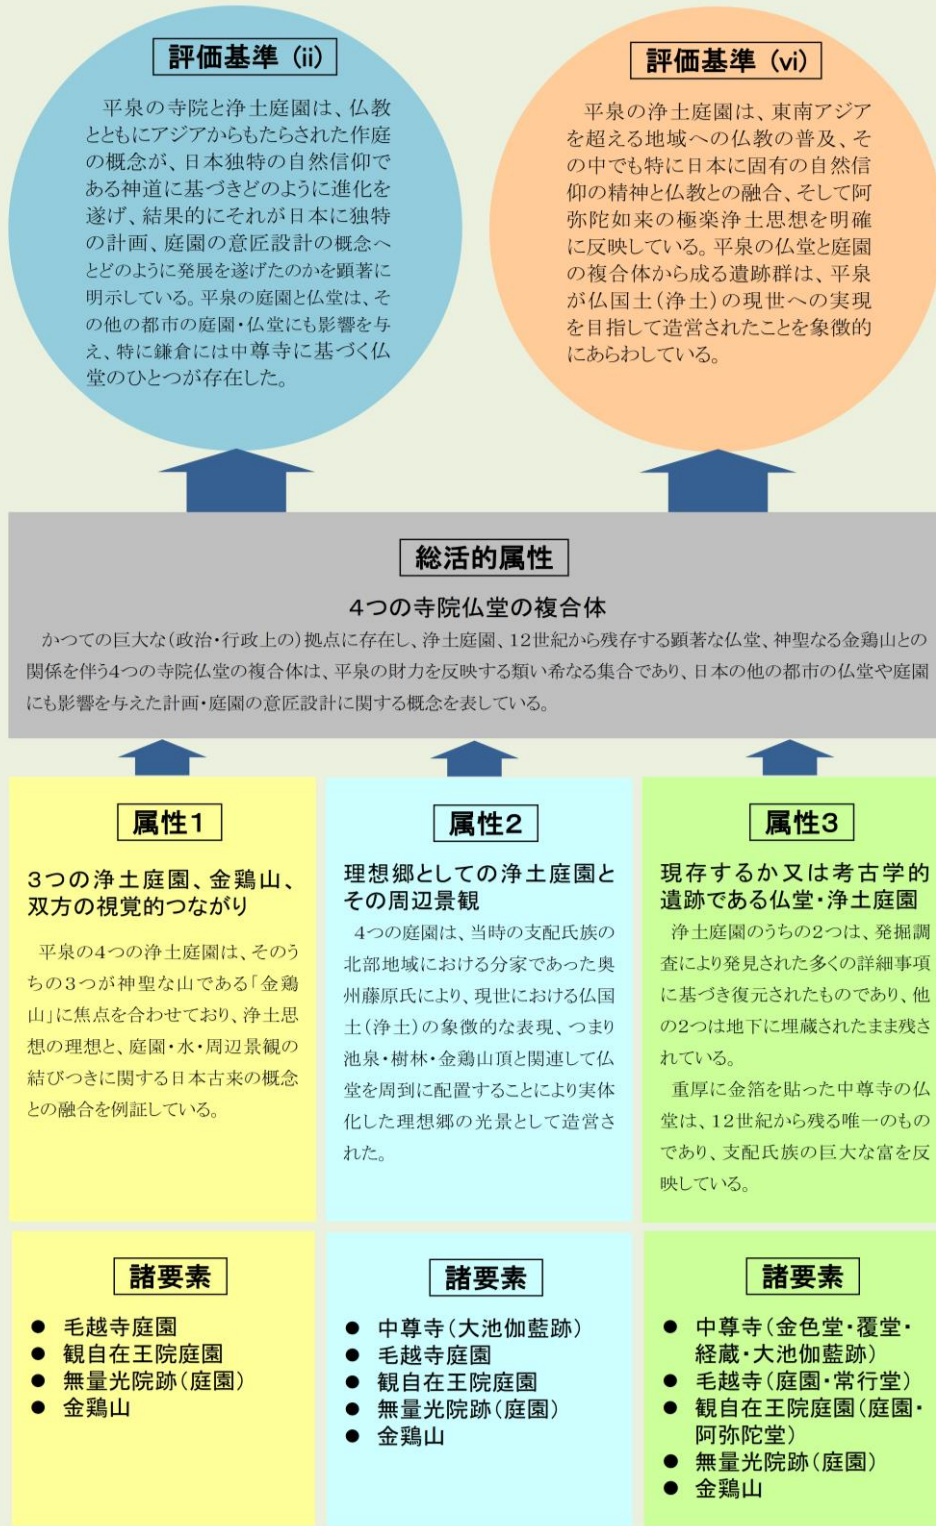 評価基準 (ii)
平泉の寺院と浄土庭園は、仏教
とともにアジアからもたらされた作庭
の概念が、日本独特の自然信仰で
ある神道に基づきどのように進化を
遂げ、結果的にそれが日本に独特
の計画、庭園の意匠設計の概念へ
とどのように発展を遂げたのかを顕著に
明示している。平泉の庭園と仏堂は、そ
の他の都市の庭園・仏堂にも影響を与
え、特に鎌倉には中尊寺に基づく仏
堂のひとつが存在した。
評価基準 (vi)
平泉の浄土庭園は、東南アジア
を超える地域への仏教の普及、そ
の中でも特に日本に固有の自然信
仰の精神と仏教との融合、そして阿
弥陀如来の極楽浄土思想を明確
に反映している。平泉の仏堂と庭園
の複合体から成る遺跡群は、平泉
が仏国土(浄土)の現世への実現
を目指して造営されたことを象徴的
にあらわしている。
総活的属性
4つの寺院仏堂の複合体
かつての巨大な(政治・行政上の)拠点に存在し、浄土庭園、12世紀から残存する顕著な仏堂、神聖なる金鶏山との
関係を伴う4つの寺院仏堂の複合体は、平泉の財力を反映する類い希なる集合であり、日本の他の都市の仏堂や庭園
にも影響を与えた計画・庭園の意匠設計に関する概念を表している。
属性1
3つの浄土庭園、金鶏山、
双方の視覚的つながり
平泉の4つの浄土庭園は、そのう
ちの3つが神聖な山である「金鶏
山」に焦点を合わせており、浄土思
想の理想と、庭園・水・周辺景観の
結びつきに関する日本古来の概念
との融合を例証している。
属性2
理想郷としての浄土庭園と
その周辺景観
4つの庭園は、当時の支配氏族の
北部地域における分家であった奥
州藤原氏により、現世における仏国
土(浄土)の象徴的な表現、つまり
池泉・樹林・金鶏山頂と関連して仏
堂を周到に配置することにより実体
化した理想郷の光景として造営さ
れた。
属性3
現存するか又は考古学的
遺跡である仏堂・浄土庭園
浄土庭園のうちの2つは、発掘調
査により発見された多くの詳細事項
に基づき復元されたものであり、他
の2つは地下に埋蔵されたまま残さ
れている。
重厚に金箔を貼った中尊寺の仏
堂は、12世紀から残る唯一のもの
であり、支配氏族の巨大な富を反
映している。
諸要素
● 毛越寺庭園
● 観自在王院庭園
● 無量光院跡(庭園)
● 金鶏山
諸要素
● 中尊寺(大池伽藍跡)
● 毛越寺庭園
● 観自在王院庭園
● 無量光院跡(庭園)
● 金鶏山
諸要素
● 中尊寺(金色堂・覆堂・
経蔵・大池伽藍跡)
● 毛越寺(庭園・常行堂)
● 観自在王院庭園(庭園・
阿弥陀堂)
● 無量光院跡(庭園)
● 金鶏山